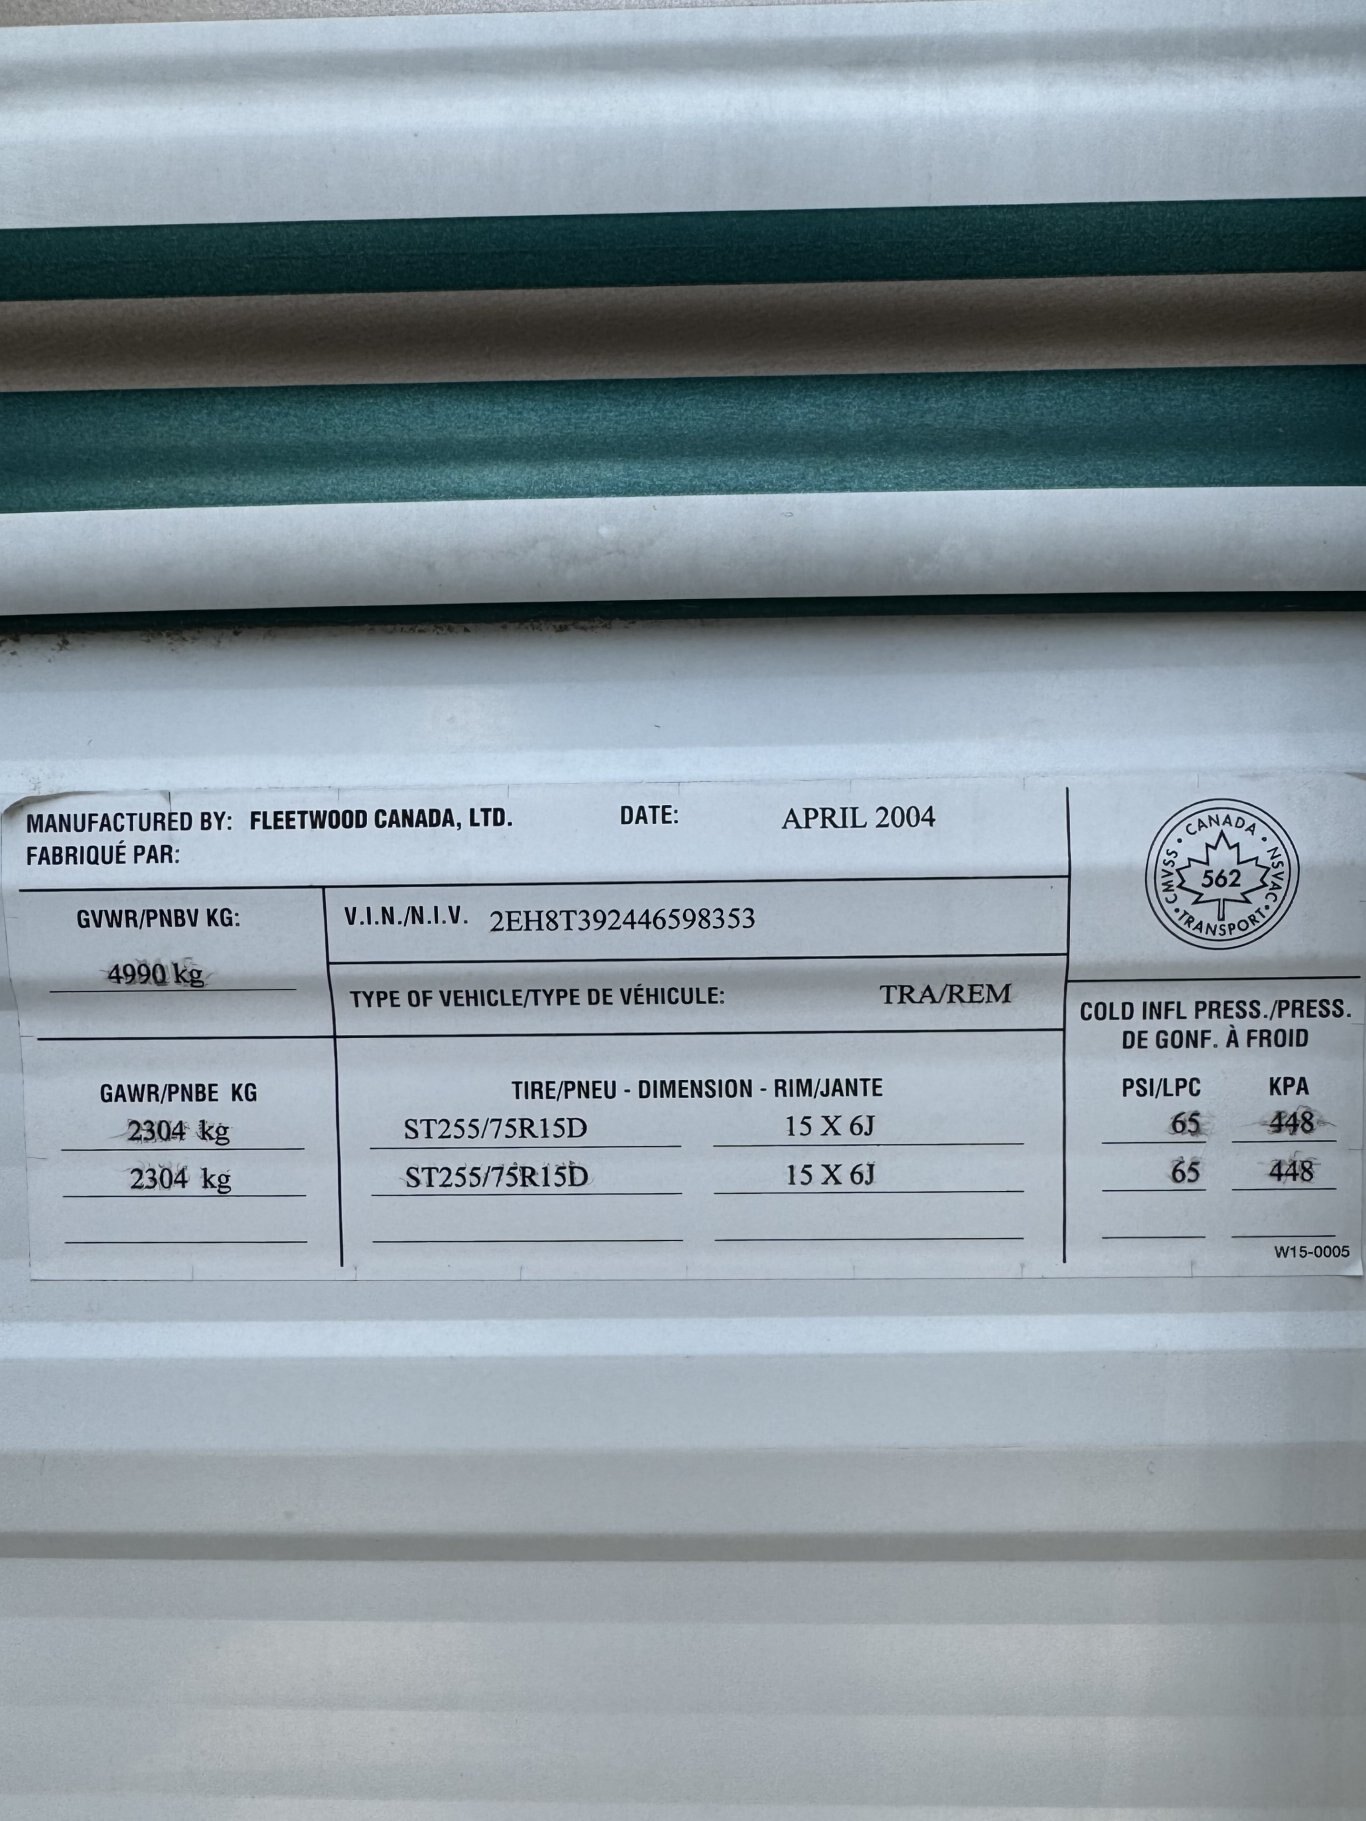 MANUFACTURED BY: FLEETWOOD CANADA, LTD. DATE: APRIL 2004
FABRIQUÉ PAR:
CANADA
CMVSS
562
NSVAC
TRANSPORT
GVWR/PNBV KG:
4990 kg
V.I.N./N.I.V. 2EH8T392446598353
TYPE OF VEHICLE/TYPE DE VÉHICULE: TRA/REM
COLD INFL PRESS./PRESS.
DE GONF. À FROID
GAWR/PNBE KG TIRE/PNEU - DIMENSION - RIM/JANTE PSI/LPC KPA
2304 kg ST255/75R15D 15 X 6J 65 448
2304 kg ST255/75R15D 15 X 6J 65 448
W15-0005